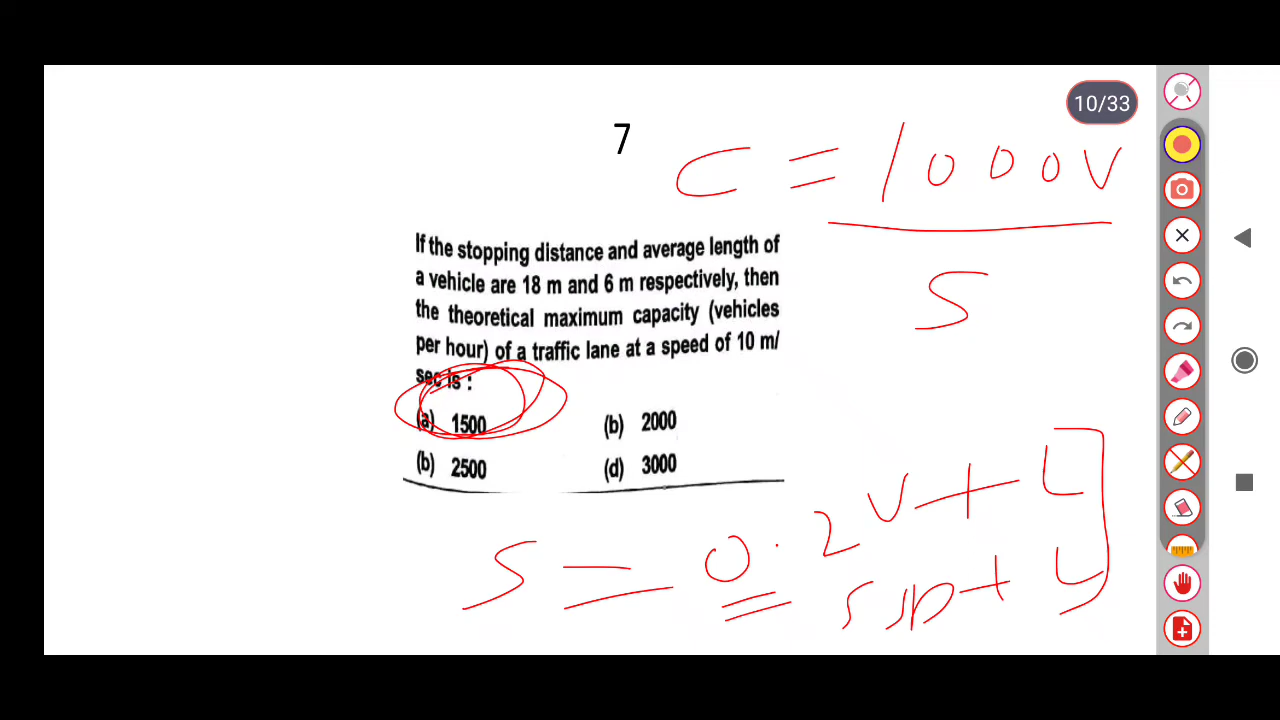 10/33
7
C = 1000V
S
If the stopping distance and average length of
a vehicle are 18 m and 6 m respectively, then
the theoretical maximum capacity (vehicles
per hour) of a traffic lane at a speed of 10 m/
sec is :
(a) 1500 (b) 2000
(b) 2500 (d) 3000
S = 0.2V + L
SSD + L